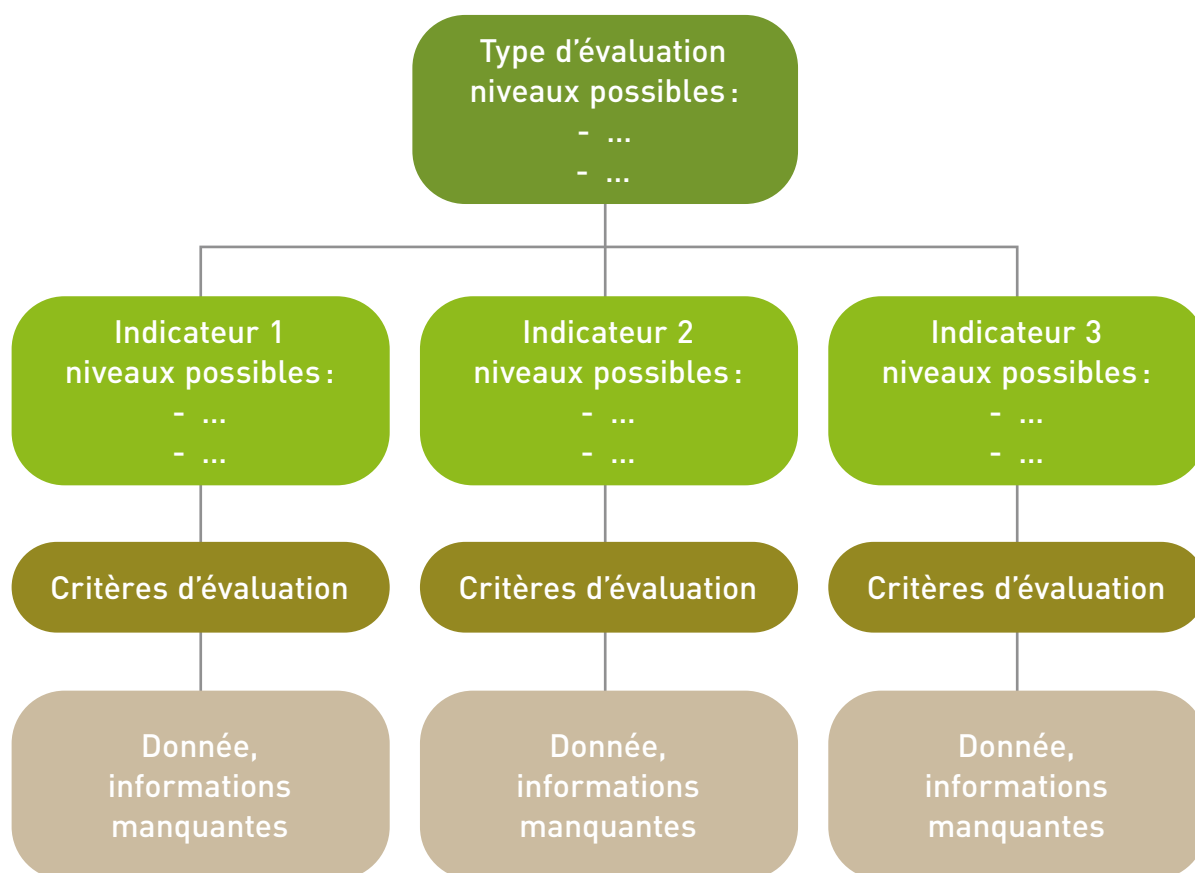 Type d’évaluation
niveaux possibles :
- ...
- ...
Indicateur 1
niveaux possibles :
- ...
- ...
Indicateur 2
niveaux possibles :
- ...
- ...
Indicateur 3
niveaux possibles :
- ...
- ...
Critères d’évaluation
Critères d’évaluation
Critères d’évaluation
Donnée,
informations
manquantes
Donnée,
informations
manquantes
Donnée,
informations
manquantes